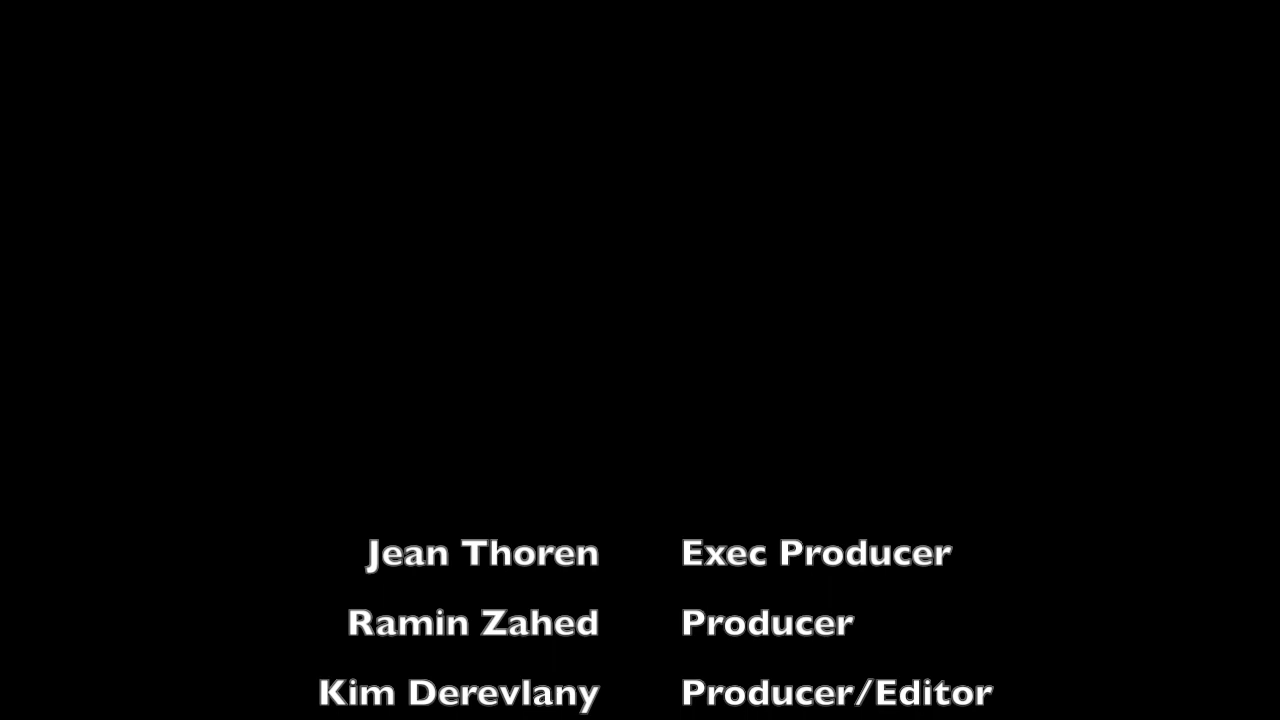 Jean Thoren Exec Producer
Ramin Zahed Producer
Kim Derevlany Producer/Editor